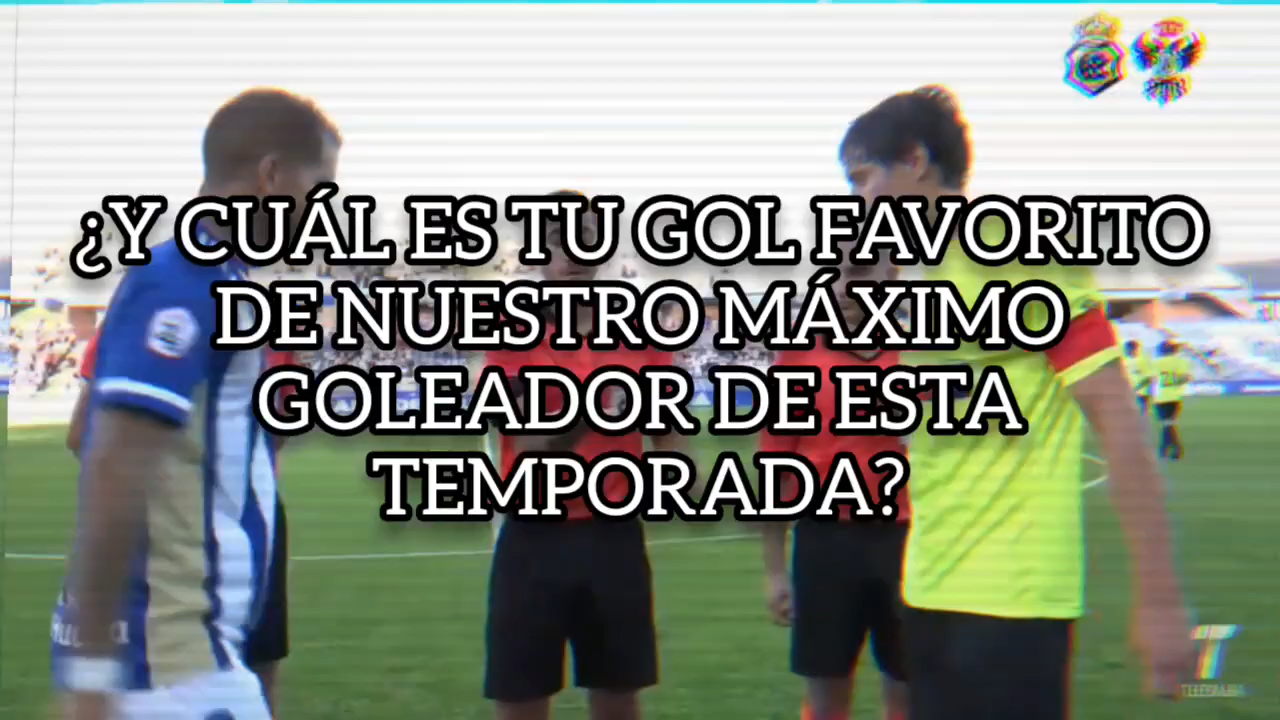 ¿Y CUÁL ES TU GOL FAVORITO
DE NUESTRO MÁXIMO
GOLEADOR DE ESTA
TEMPORADA?